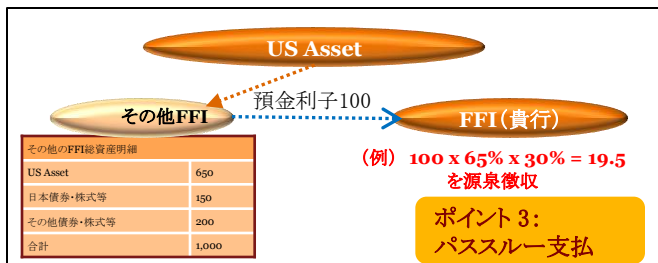 US Asset
預金利子100
その他FFI
FFI(貴行)
その他のFFI総資産明細
US Asset 650
日本債券・株式等 150
その他債券・株式等 200
合計 1,000
(例) 100 x 65% x 30% = 19.5
を源泉徴収
ポイント 3:
パススルー支払